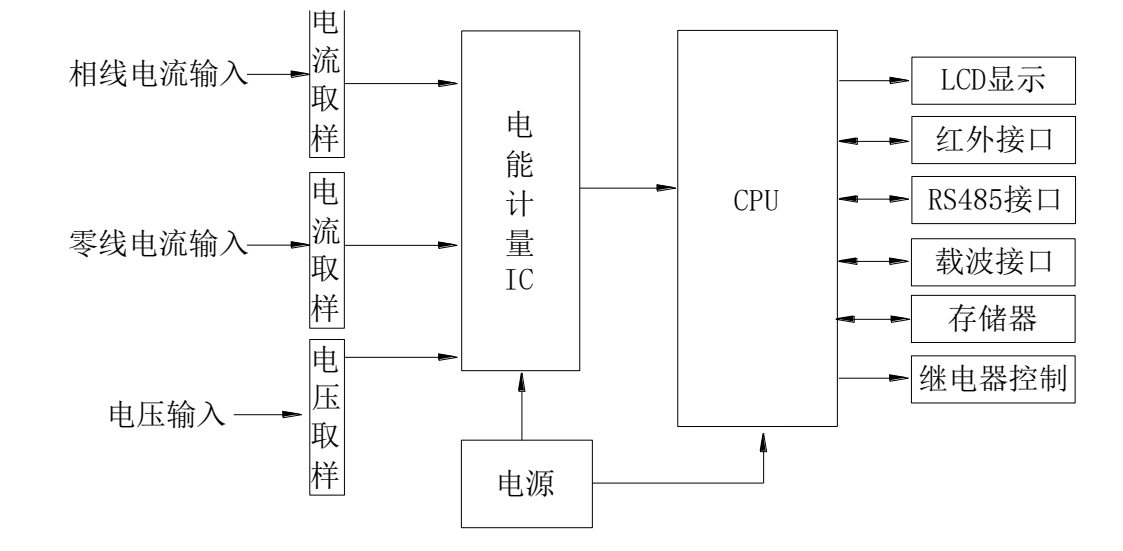 相线电流输入
电流取样
零线电流输入
电流取样
电压输入
电压取样
电能计量IC
电源
CPU
LCD显示
红外接口
RS485接口
载波接口
存储器
继电器控制